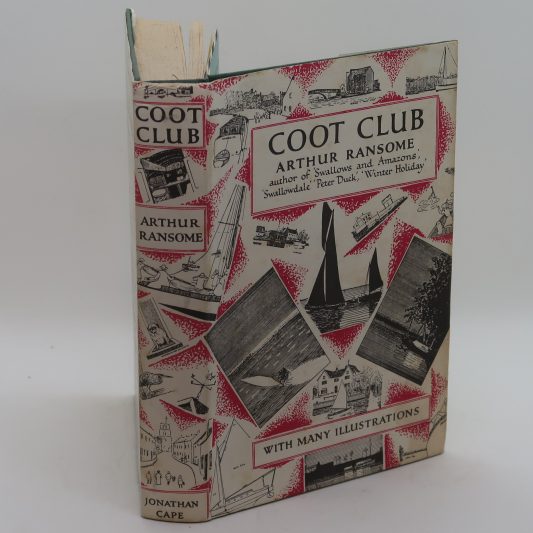 COOT
CLUB
ARTHUR
RANSOME
JONATHAN
CAPE
COOT CLUB
ARTHUR RANSOME
author of 'Swallows and Amazons,'
'Swallowdale' 'Peter Duck,' 'Winter Holiday'
WITH MANY ILLUSTRATIONS